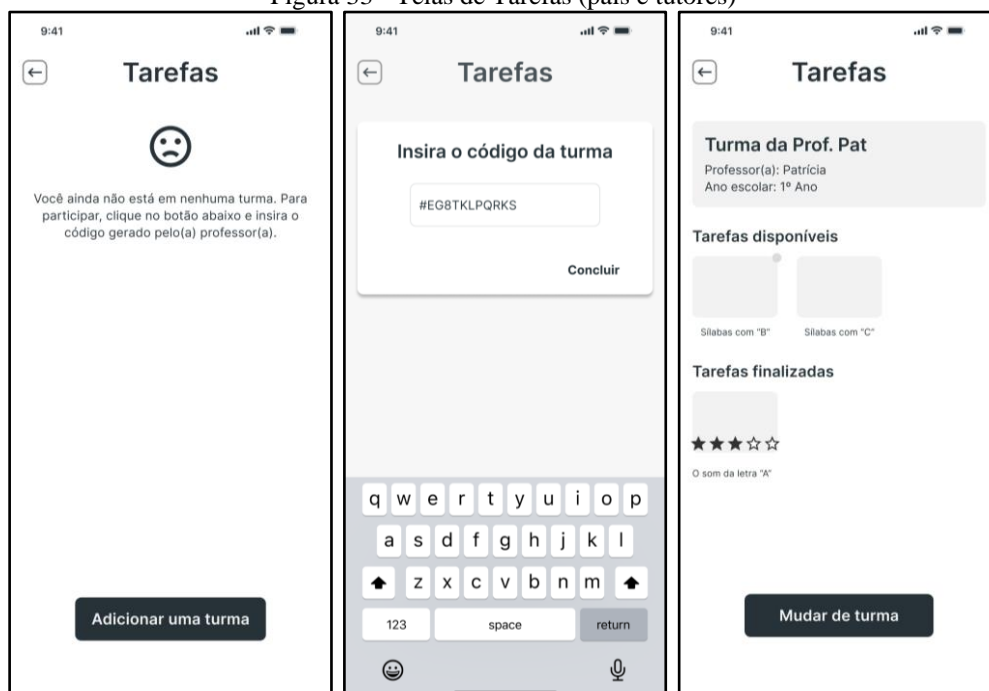 Figura 33 - Telas de Tarefas (pais e tutores)
9:41
Tarefas
Você ainda não está em nenhuma turma. Para
participar, clique no botão abaixo e insira o
código gerado pelo(a) professor(a).
Adicionar uma turma
9:41
Tarefas
Insira o código da turma
#EG8TKLPQRKS
Concluir
q w e r t y u i o p
a s d f g h j k l
z x c v b n m
123 space return
9:41
Tarefas
Turma da Prof. Pat
Professor(a): Patrícia
Ano escolar: 1º Ano
Tarefas disponíveis
Sílabas com "B" Sílabas com "C"
Tarefas finalizadas
O som da letra "A"
Mudar de turma